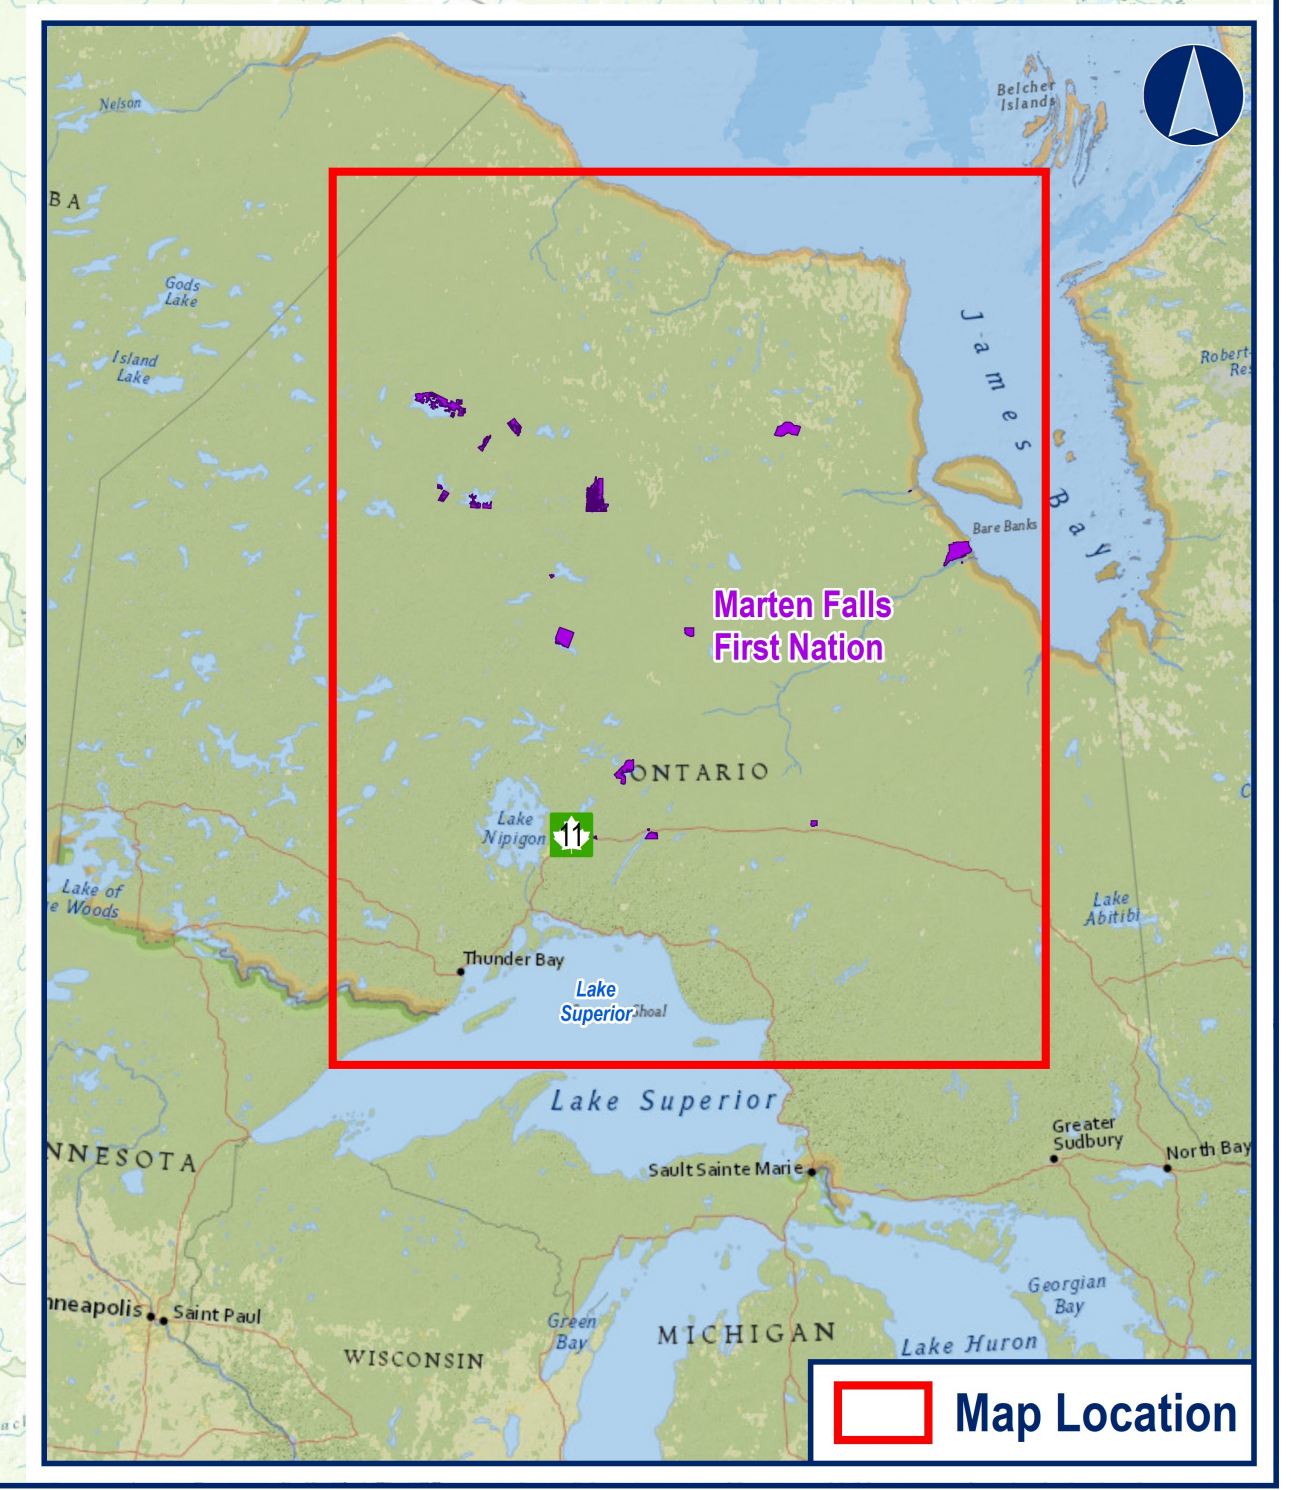 Nelson
Belcher
Islands
BA
Gods
Lake
Island
Lake
James
Bay
Robert-
Res
Bare Banks
Marten Falls
First Nation
ONTARIO
Lake
Nipigon
11
Lake of
e Woods
Lake
Abitibi
Thunder Bay
Lake
Superior
Shoal
Lake Superior
Greater
Sudbury
North Bay
NNESOTA
Sault Sainte Marie
Georgian
Bay
nneapolis
Saint Paul
Green
Bay
MICHIGAN
WISCONSIN
Lake Huron
Map Location